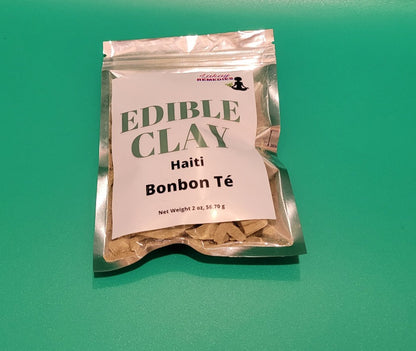 REMEDIES
EDIBLE
CLAY
Haiti
Bonbon Té
Net Weight 2 oz, 56.70 g